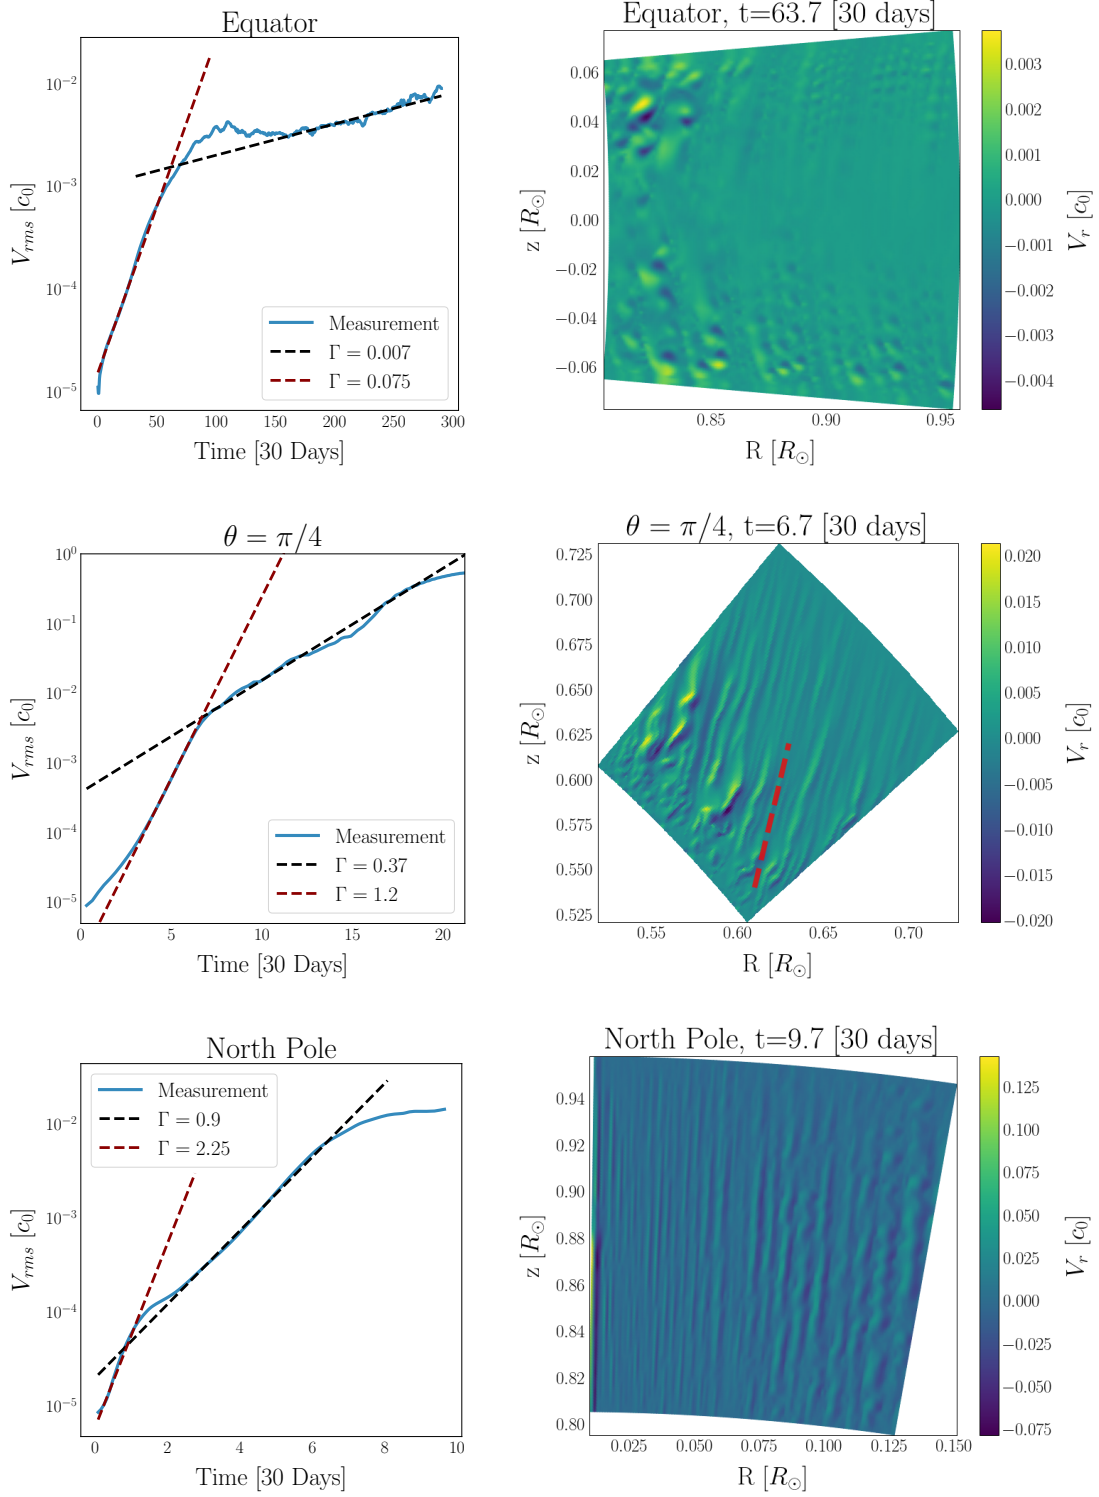 Equator
10⁻²
10⁻³
10⁻⁴
10⁻⁵
V_{rms} [c_0]
Measurement
Γ = 0.007
Γ = 0.075
0 50 100 150 200 250 300
Time [30 Days]
Equator, t=63.7 [30 days]
0.06
0.04
0.02
0.00
−0.02
−0.04
−0.06
z [R_⊙]
0.85 0.90 0.95
R [R_⊙]
0.003
0.002
0.001
0.000
−0.001
−0.002
−0.003
−0.004
V_r [c_0]
θ = π/4
10⁰
10⁻¹
10⁻²
10⁻³
10⁻⁴
10⁻⁵
V_{rms} [c_0]
Measurement
Γ = 0.37
Γ = 1.2
0 5 10 15 20
Time [30 Days]
θ = π/4, t=6.7 [30 days]
0.725
0.700
0.675
0.650
0.625
0.600
0.575
0.550
0.525
z [R_⊙]
0.55 0.60 0.65 0.70
R [R_⊙]
0.020
0.015
0.010
0.005
0.000
−0.005
−0.010
−0.015
−0.020
V_r [c_0]
North Pole
Measurement
Γ = 0.9
Γ = 2.25
10⁻²
10⁻³
10⁻⁴
10⁻⁵
V_{rms} [c_0]
0 2 4 6 8 10
Time [30 Days]
North Pole, t=9.7 [30 days]
0.94
0.92
0.90
0.88
0.86
0.84
0.82
0.80
z [R_⊙]
0.025 0.050 0.075 0.100 0.125 0.150
R [R_⊙]
0.125
0.100
0.075
0.050
0.025
0.000
−0.025
−0.050
−0.075
V_r [c_0]